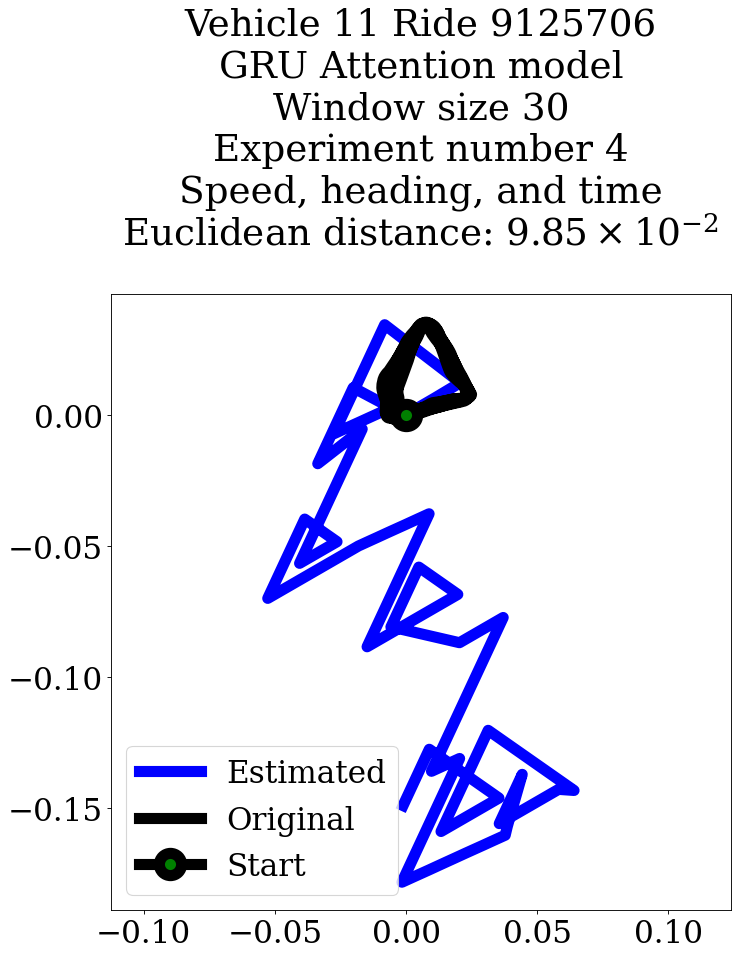 Vehicle 11 Ride 9125706
GRU Attention model
Window size 30
Experiment number 4
Speed, heading, and time
Euclidean distance: 9.85 × 10⁻²
0.00
−0.05
−0.10
−0.15
Estimated
Original
Start
−0.10 −0.05 0.00 0.05 0.10